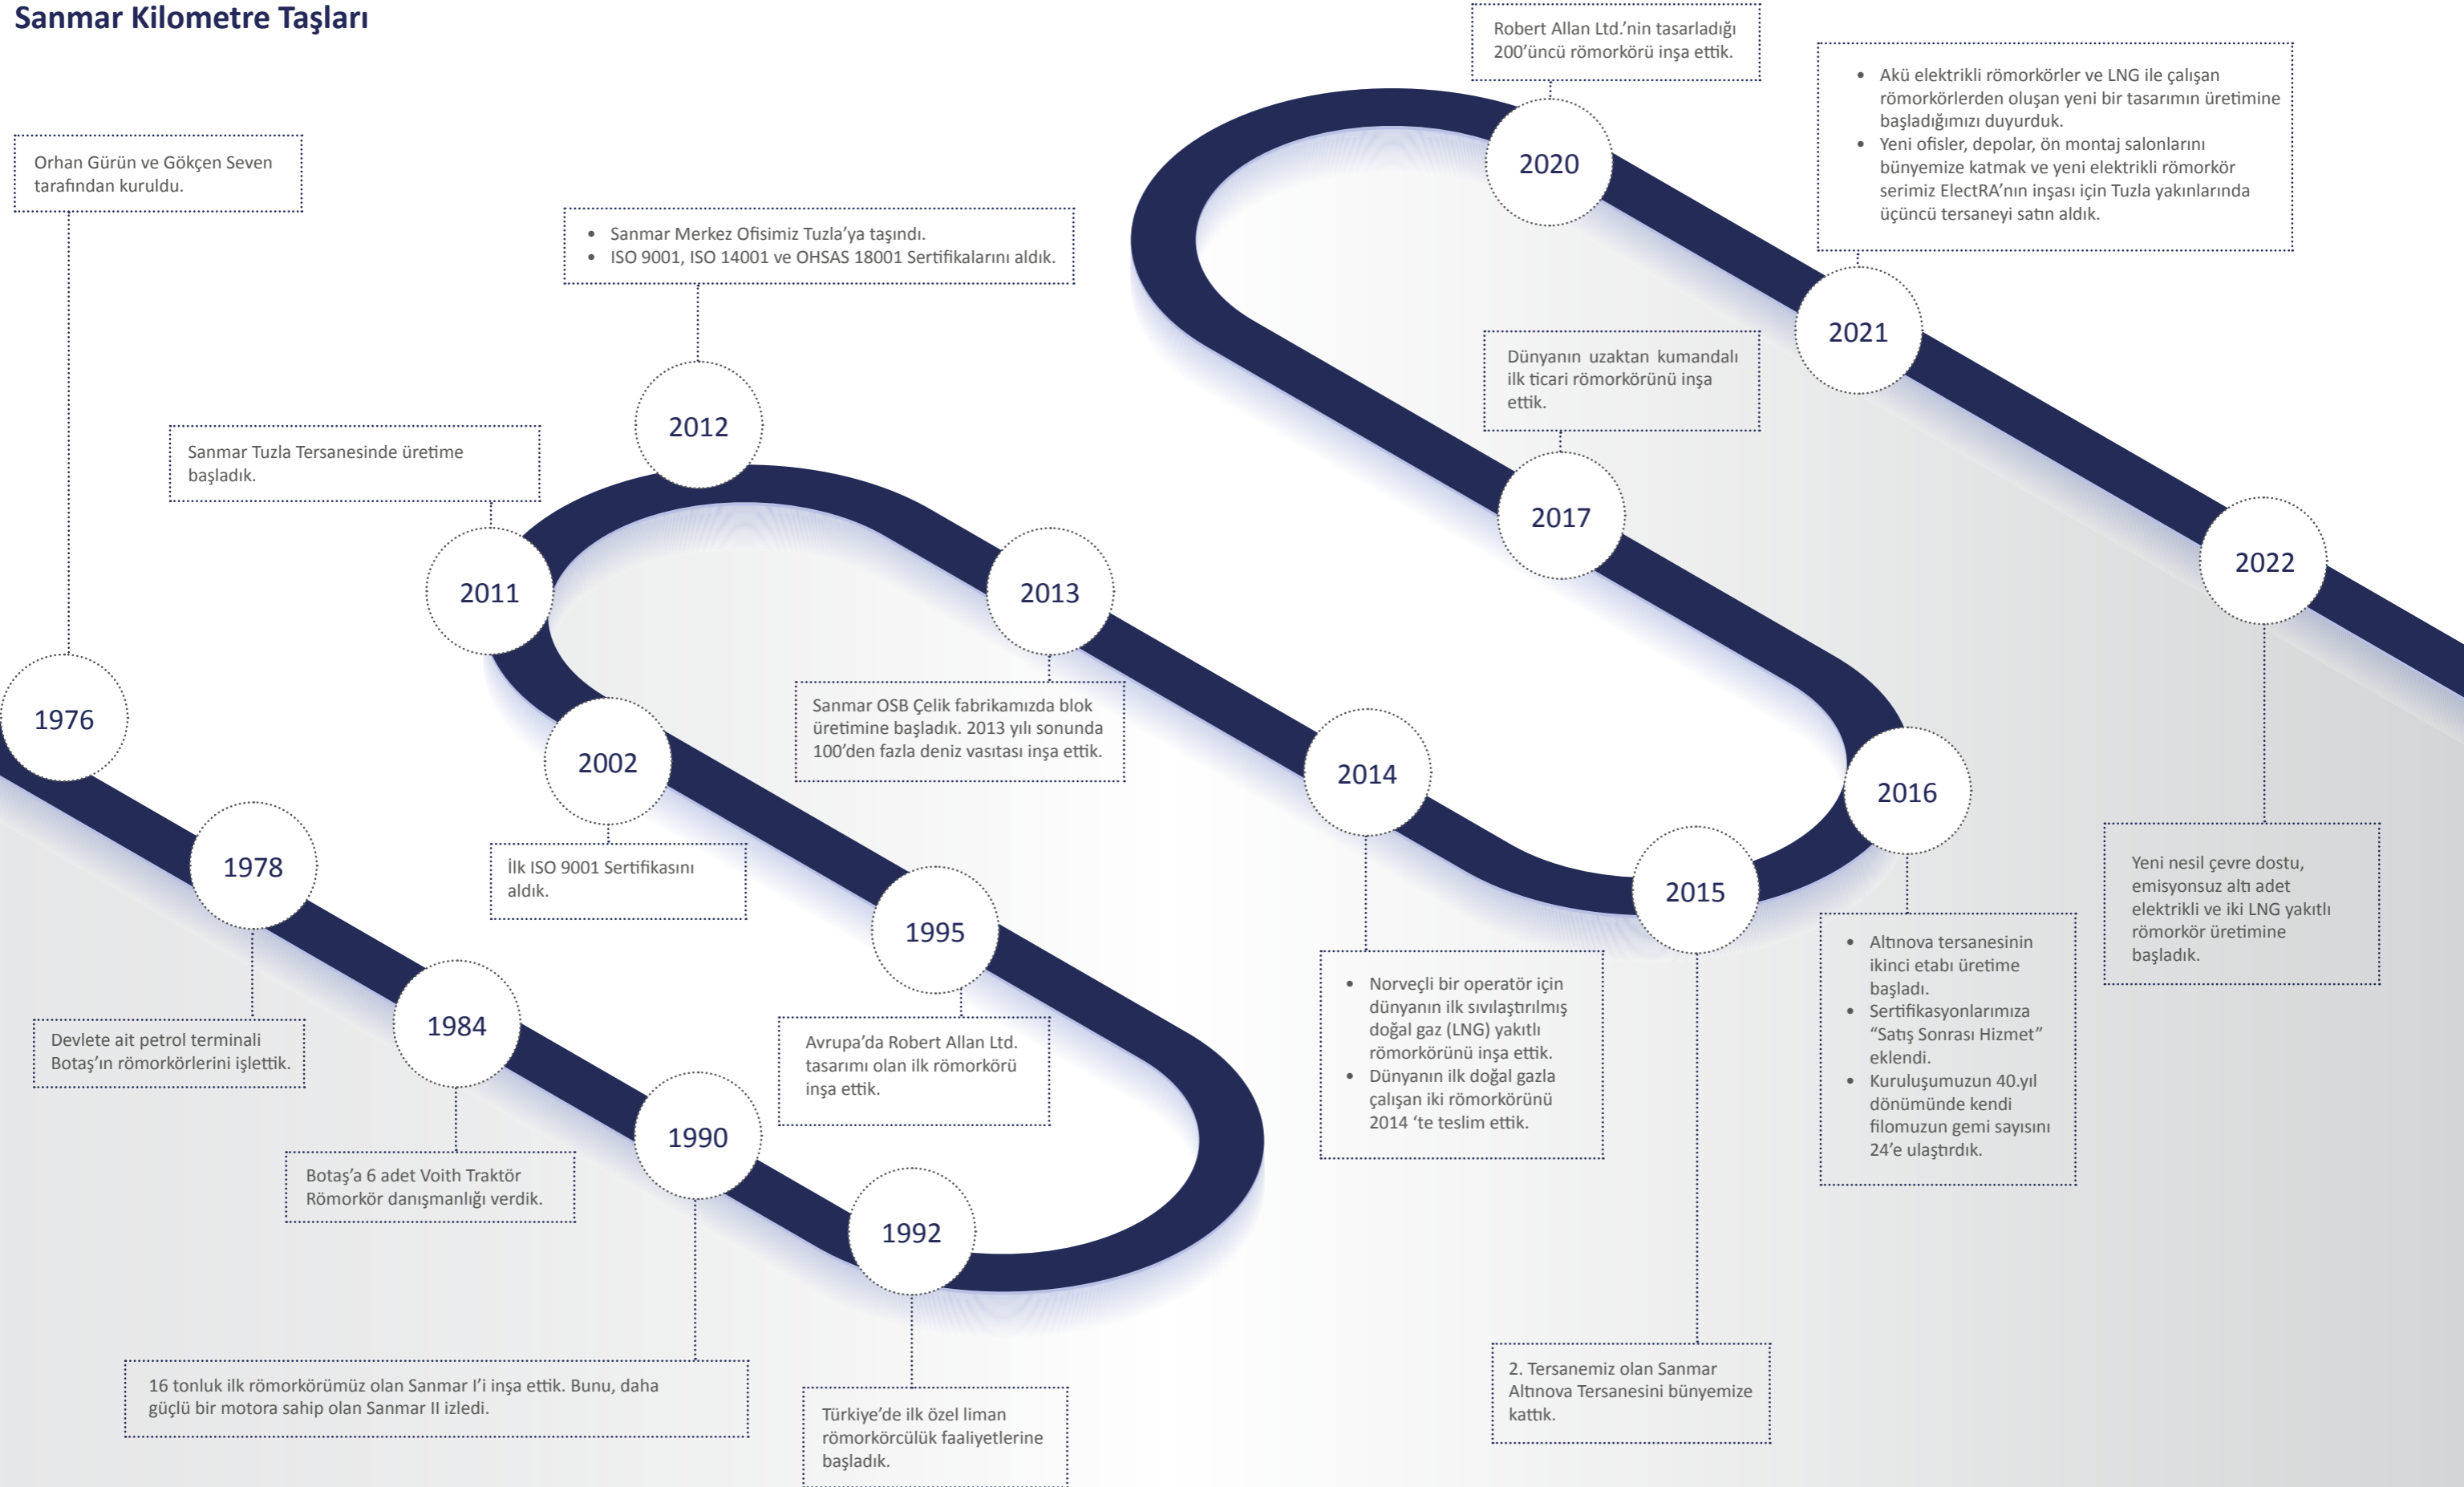 Sanmar Kilometre Taşları
1976
Orhan Gürün ve Gökçen Seven
tarafından kuruldu.
1978
Devlete ait petrol terminali
Botaş’ın römorkörlerini işlettik.
1984
Botaş’a 6 adet Voith Traktör
Römorkör danışmanlığı verdik.
1990
16 tonluk ilk römorkörümüz olan Sanmar I’i inşa ettik. Bunu, daha
güçlü bir motora sahip olan Sanmar II izledi.
1992
Türkiye’de ilk özel liman
römorkörcülük faaliyetlerine
başladık.
1995
Avrupa’da Robert Allan Ltd.
tasarımı olan ilk römorkörü
inşa ettik.
2002
İlk ISO 9001 Sertifikasını
aldık.
2011
Sanmar Tuzla Tersanesinde üretime
başladık.
2012
• Sanmar Merkez Ofisimiz Tuzla’ya taşındı.
• ISO 9001, ISO 14001 ve OHSAS 18001 Sertifikalarını aldık.
2013
Sanmar OSB Çelik fabrikamızda blok
üretimine başladık. 2013 yılı sonunda
100’den fazla deniz vasıtası inşa ettik.
2014
• Norveçli bir operatör için
dünyanın ilk sıvılaştırılmış
doğal gaz (LNG) yakıtlı
römorkörünü inşa ettik.
• Dünyanın ilk doğal gazla
çalışan iki römorkörünü
2014 ‘te teslim ettik.
2015
2. Tersanemiz olan Sanmar
Altınova Tersanesini bünyemize
kattık.
2016
• Altınova tersanesinin
ikinci etabı üretime
başladı.
• Sertifikasyonlarımıza
“Satış Sonrası Hizmet”
eklendi.
• Kuruluşumuzun 40.yıl
dönümünde kendi
filomuzun gemi sayısını
24’e ulaştırdık.
2017
Dünyanın uzaktan kumandalı
ilk ticari römorkörünü inşa
ettik.
2020
Robert Allan Ltd.’nin tasarladığı
200’üncü römorkörü inşa ettik.
2021
• Akü elektrikli römorkörler ve LNG ile çalışan
römorkörlerden oluşan yeni bir tasarımın üretimine
başladığımızı duyurduk.
• Yeni ofisler, depolar, ön montaj salonlarını
bünyemize katmak ve yeni elektrikli römorkör
serimiz ElectRA’nın inşası için Tuzla yakınlarında
üçüncü tersaneyi satın aldık.
2022
Yeni nesil çevre dostu,
emisyonsuz altı adet
elektrikli ve iki LNG yakıtlı
römorkör üretimine
başladık.